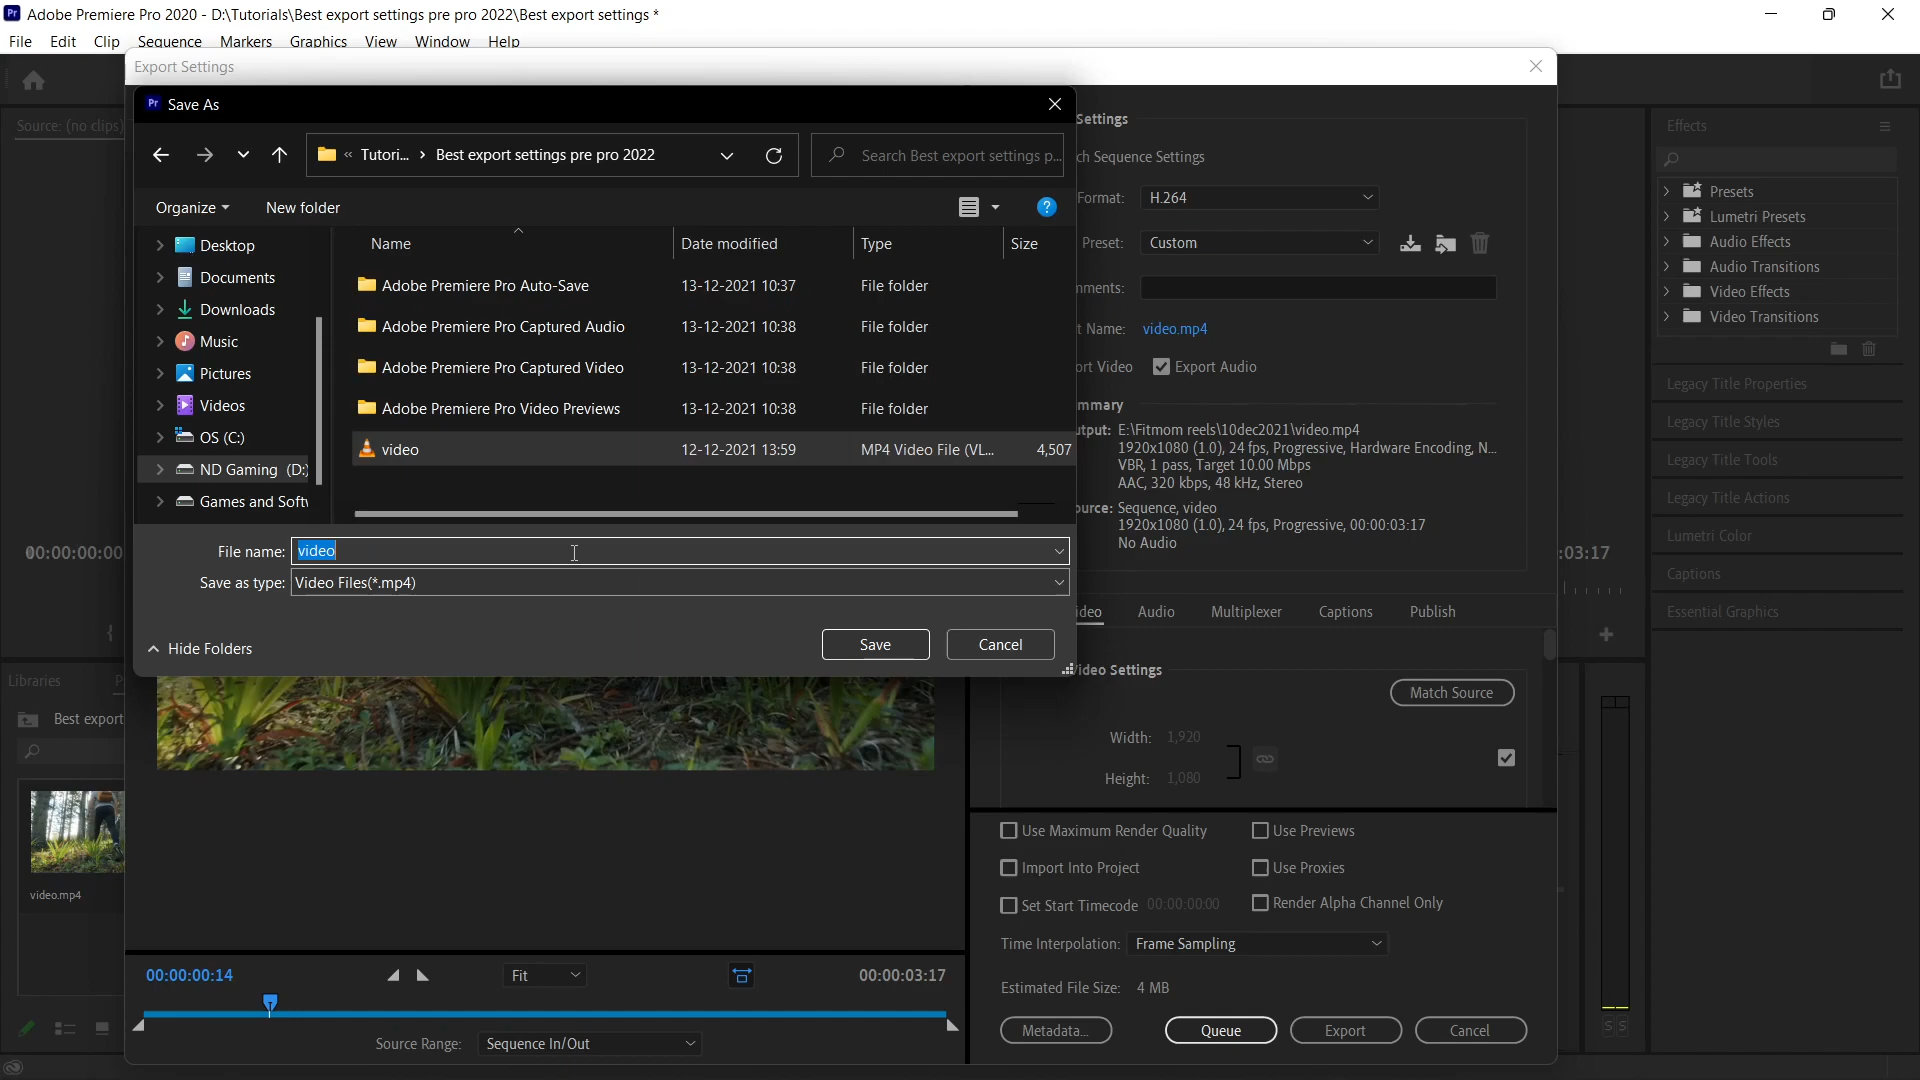 Adobe Premiere Pro 2020 - D:\Tutorials\Best export settings pre pro 2022\Best export settings *
File Edit Clip Sequence Markers Graphics View Window Help
Export Settings
Save As
Source: (no clips)
Tutori... › Best export settings pre pro 2022
Search Best export settings p...
Organize New folder
Name Date modified Type Size
Desktop
Documents
Downloads
Music
Pictures
Videos
OS (C:)
ND Gaming (D:)
Games and Softw
Adobe Premiere Pro Auto-Save 13-12-2021 10:37 File folder
Adobe Premiere Pro Captured Audio 13-12-2021 10:38 File folder
Adobe Premiere Pro Captured Video 13-12-2021 10:38 File folder
Adobe Premiere Pro Video Previews 13-12-2021 10:38 File folder
video 12-12-2021 13:59 MP4 Video File (VL... 4,507
File name: video
Save as type: Video Files(*.mp4)
Hide Folders
Save Cancel
Settings
ch Sequence Settings
Format: H.264
Preset: Custom
ments:
t Name: video.mp4
ort Video Export Audio
mmary
utput: E:\Fitmom reels\10dec2021\video.mp4
1920x1080 (1.0), 24 fps, Progressive, Hardware Encoding, N...
VBR, 1 pass, Target 10.00 Mbps
AAC, 320 kbps, 48 kHz, Stereo
ource: Sequence, video
1920x1080 (1.0), 24 fps, Progressive, 00:00:03:17
No Audio
ideo Audio Multiplexer Captions Publish
Video Settings
Match Source
Width: 1,920
Height: 1,080
Use Maximum Render Quality Use Previews
Import Into Project Use Proxies
Set Start Timecode 00:00:00:00 Render Alpha Channel Only
Time Interpolation: Frame Sampling
Estimated File Size: 4 MB
Metadata... Queue Export Cancel
00:00:00:14 Fit 00:00:03:17
Source Range: Sequence In/Out
00:00:00:00
:03:17
Libraries P
Best export
video.mp4
Effects
Presets
Lumetri Presets
Audio Effects
Audio Transitions
Video Effects
Video Transitions
Legacy Title Properties
Legacy Title Styles
Legacy Title Tools
Legacy Title Actions
Lumetri Color
Captions
Essential Graphics
S S